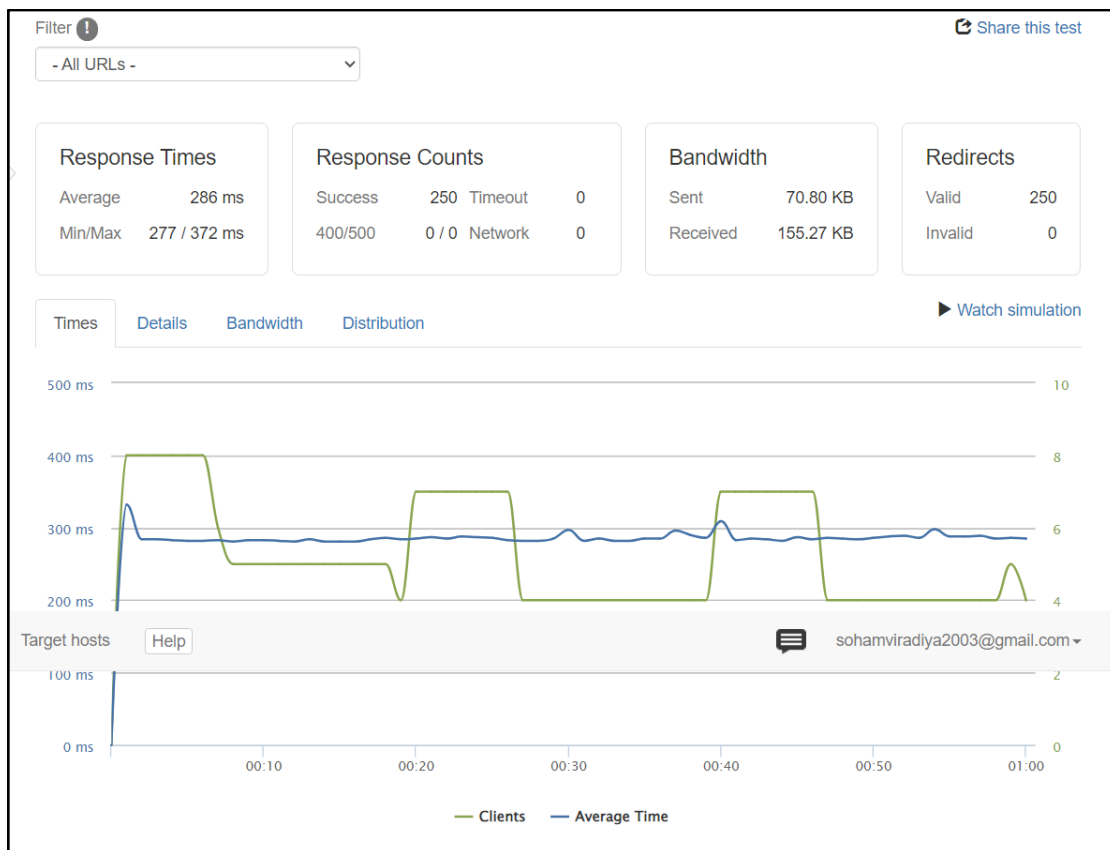 Filter !
Share this test
- All URLs -
Response Times
Average 286 ms
Min/Max 277 / 372 ms
Response Counts
Success 250 Timeout 0
400/500 0 / 0 Network 0
Bandwidth
Sent 70.80 KB
Received 155.27 KB
Redirects
Valid 250
Invalid 0
Times Details Bandwidth Distribution
Watch simulation
500 ms 10
400 ms 8
300 ms 6
200 ms 4
Target hosts Help sohamviradiya2003@gmail.com
100 ms 2
0 ms 0
00:10 00:20 00:30 00:40 00:50 01:00
Clients Average Time